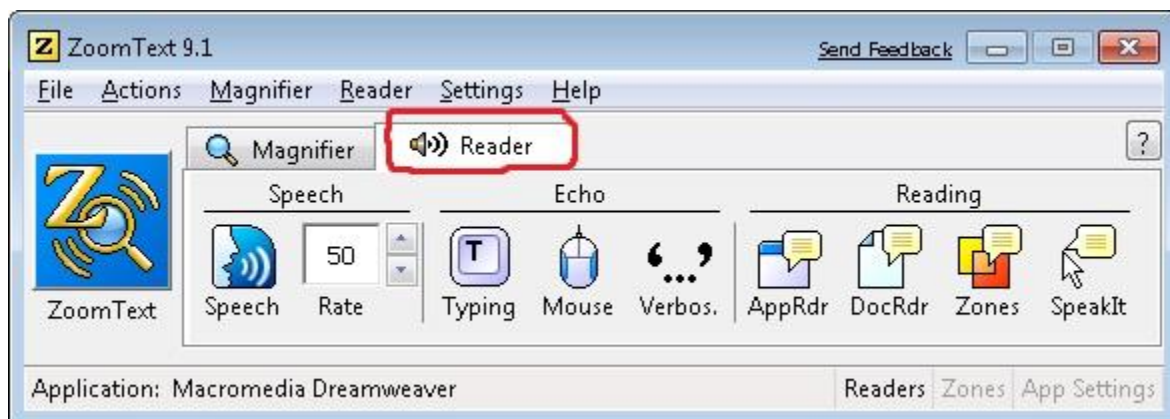 Z ZoomText 9.1 Send Feedback
File Actions Magnifier Reader Settings Help
Magnifier Reader ?
Speech Echo Reading
50 T
ZoomText Speech Rate Typing Mouse Verbos. AppRdr DocRdr Zones SpeakIt
Application: Macromedia Dreamweaver Readers Zones App Settings